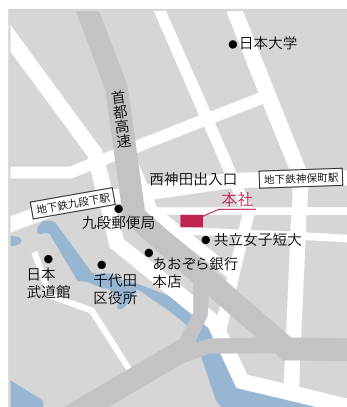 日本大学
首都高速
西神田出入口
地下鉄神保町駅
本社
地下鉄九段下駅
九段郵便局
共立女子短大
あおぞら銀行
本店
日本
武道館
千代田
区役所